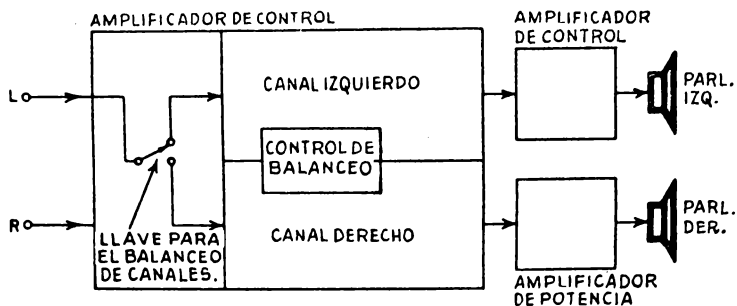 AMPLIFICADOR DE CONTROL
AMPLIFICADOR
DE CONTROL
L
CANAL IZQUIERDO
PARL.
IZQ.
CONTROL DE
BALANCEO
R
LLAVE PARA
EL BALANCEO
DE CANALES.
CANAL DERECHO
PARL.
DER.
AMPLIFICADOR
DE POTENCIA